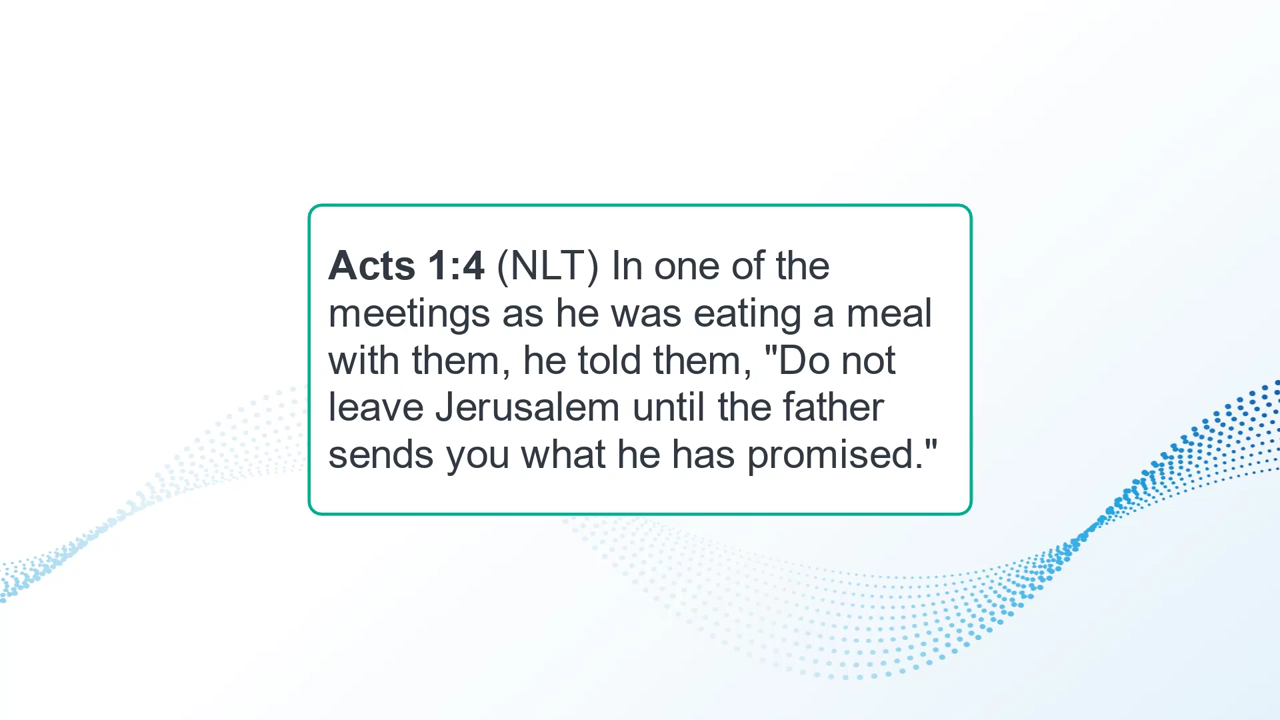 Acts 1:4 (NLT) In one of the
meetings as he was eating a meal
with them, he told them, "Do not
leave Jerusalem until the father
sends you what he has promised."